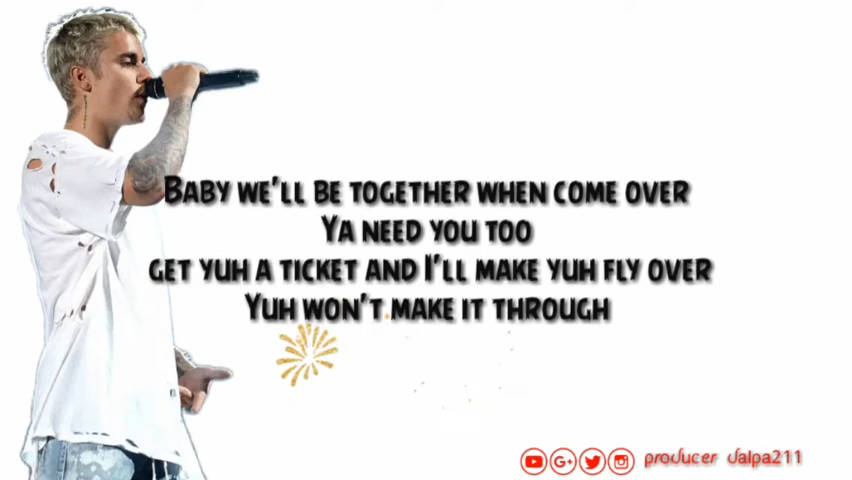 BABY WE'LL BE TOGETHER WHEN COME OVER
YA NEED YOU TOO
GET YUH A TICKET AND I'LL MAKE YUH FLY OVER
YUH WON'T MAKE IT THROUGH
producer Jalpa211